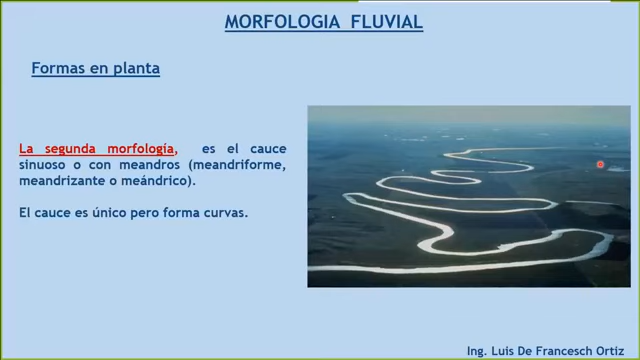 MORFOLOGIA FLUVIAL
Formas en planta
La segunda morfología, es el cauce
sinuoso o con meandros (meandriforme,
meandrizante o meándrico).
El cauce es único pero forma curvas.
Ing. Luis De Francesch Ortiz